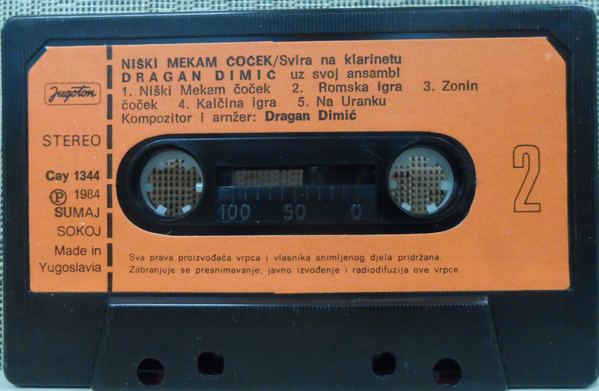 NIŠKI MEKAM ČOČEK/Svira na klarinetu
DRAGAN DIMIĆ uz svoj ansambl
1. Niški Mekam čoček 2. Romska Igra 3. Zonin
čoček 4. Kalčina igra 5. Na Uranku
Kompozitor i arnžer: Dragan Dimić
Jugoton
STEREO
Cay 1344
Ⓟ 1984
SUMAJ
SOKOJ
Made in
Yugoslavia
2
100 50 0
Sva prava proizvođača vrpca i vlasnika snimljenog djela pridržana.
Zabranjuje se presnimavanje, javno izvođenje i radiodifuzija ove vrpce.